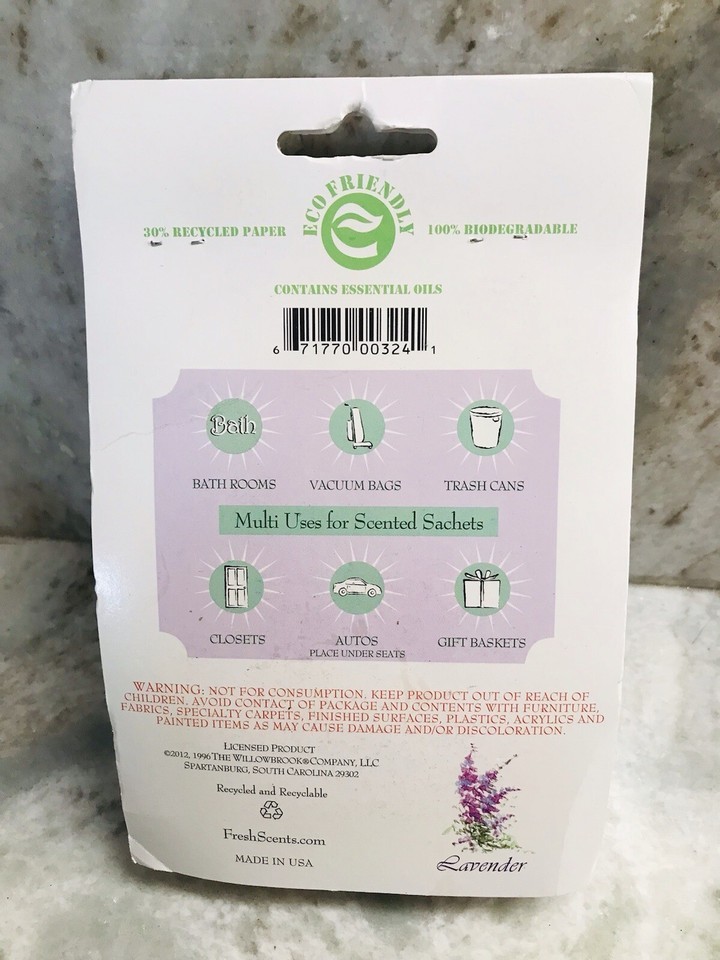 ECO FRIENDLY
30% RECYCLED PAPER
100% BIODEGRADABLE
CONTAINS ESSENTIAL OILS
6 71770 00324 1
Bath
BATH ROOMS
VACUUM BAGS
TRASH CANS
Multi Uses for Scented Sachets
CLOSETS
AUTOS
PLACE UNDER SEATS
GIFT BASKETS
WARNING: NOT FOR CONSUMPTION. KEEP PRODUCT OUT OF REACH OF
CHILDREN. AVOID CONTACT OF PACKAGE AND CONTENTS WITH FURNITURE,
FABRICS, SPECIALTY CARPETS, FINISHED SURFACES, PLASTICS, ACRYLICS AND
PAINTED ITEMS AS MAY CAUSE DAMAGE AND/OR DISCOLORATION.
LICENSED PRODUCT
©2012, 1996 THE WILLOWBROOK® COMPANY, LLC
SPARTANBURG, SOUTH CAROLINA 29302
Recycled and Recyclable
FreshScents.com
MADE IN USA
Lavender